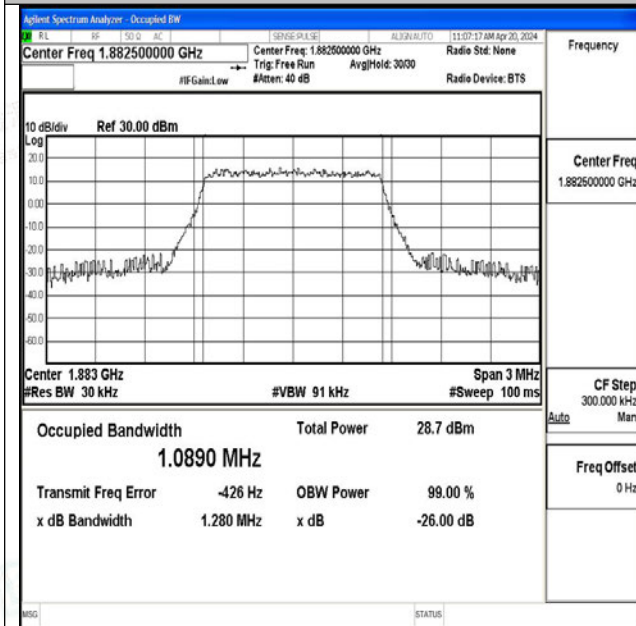 Agilent Spectrum Analyzer - Occupied BW
RL RF 50 Ω AC SENSE:PULSE ALIGN AUTO 11:07:17 AM Apr 20, 2024
Center Freq 1.882500000 GHz
Center Freq: 1.882500000 GHz
Radio Std: None
Trig: Free Run Avg|Hold: 30/30
#IFGain:Low
#Atten: 40 dB
Radio Device: BTS
Frequency
10 dB/div Ref 30.00 dBm
Log
20.0
10.0
0.00
-10.0
-20.0
-30.0
-40.0
-50.0
-60.0
Center Freq
1.882500000 GHz
Center 1.883 GHz
Span 3 MHz
#Res BW 30 kHz
#VBW 91 kHz
#Sweep 100 ms
CF Step
300.000 kHz
Auto Man
Occupied Bandwidth
1.0890 MHz
Total Power 28.7 dBm
Transmit Freq Error -426 Hz OBW Power 99.00 %
x dB Bandwidth 1.280 MHz x dB -26.00 dB
Freq Offset
0 Hz
MSG STATUS